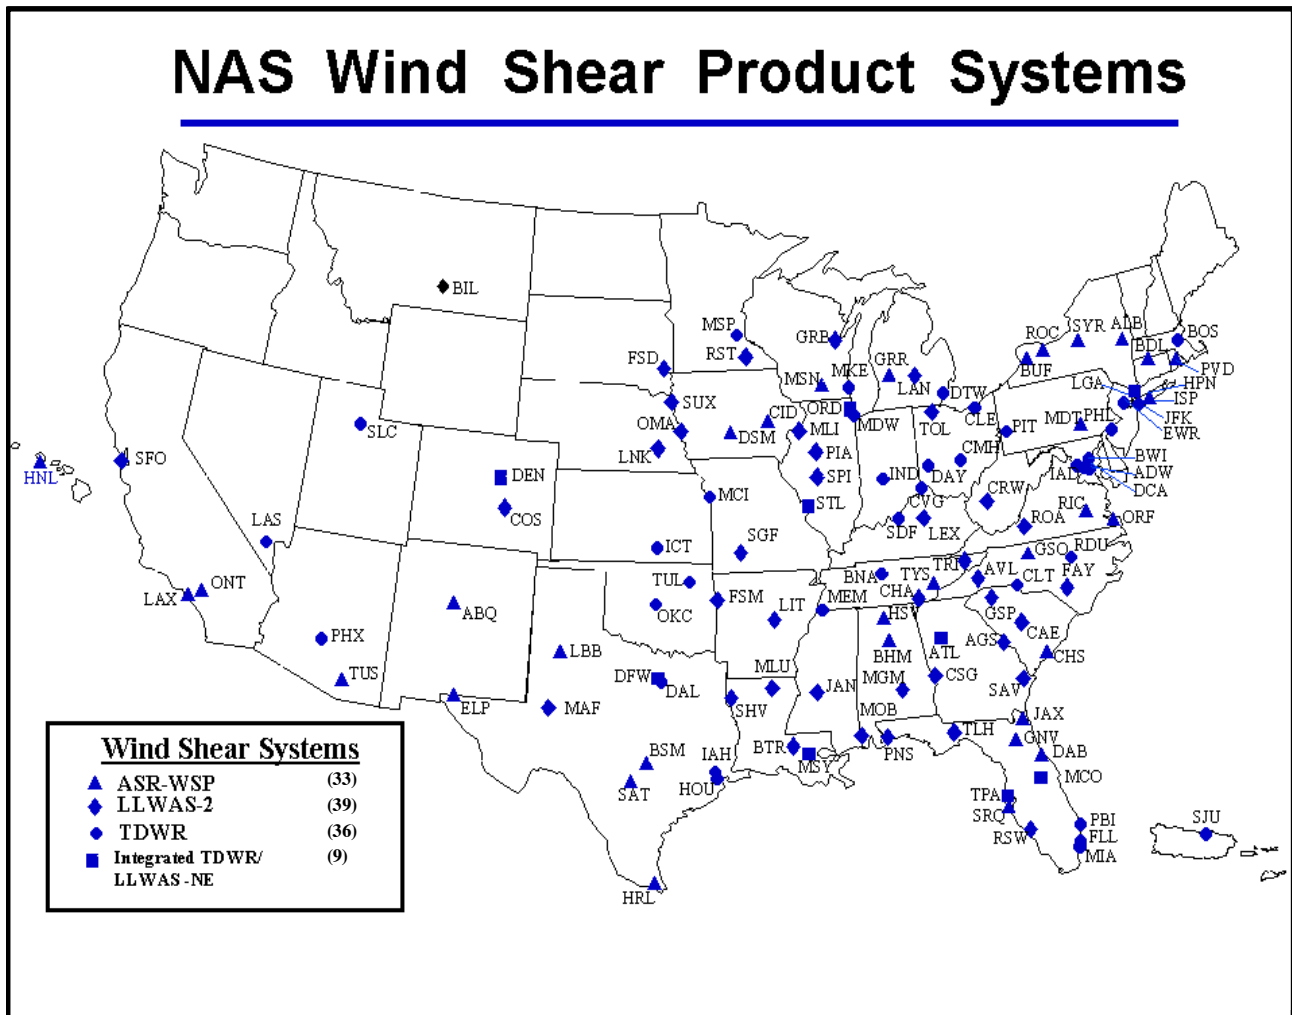 NAS Wind Shear Product Systems
BIL
MSP
GRB
ROC
SYR
ALB
BOS
FSD
RST
MSN
MKE
GRR
LAN
BUF
BDL
PVD
SUX
CID
ORD
DTW
LGA
HPN
ISP
SLC
OMA
DSM
MLI
MDW
TOL
CLE
PIT
MDT
PHL
JFK
EWR
SFO
HNL
LNK
PIA
CMH
BWI
DEN
SPI
IND
DAY
IAD
ADW
DCA
COS
MCI
STL
CVG
CRW
RIC
LAS
SDF
LEX
ROA
ORF
ICT
SGF
TRI
GSO
RDU
ONT
LAX
TUL
BNA
TYS
AVL
CLT
FAY
ABQ
OKC
FSM
LIT
MEM
CHA
HSV
GSP
CAE
PHX
LBB
BHM
ATL
AGS
CHS
TUS
DFW
DAL
MLU
MGM
CSG
SAV
ELP
MAF
SHV
JAN
MOB
JAX
BSM
IAH
BTR
MSY
PNS
TLH
GNV
DAB
SAT
HOU
MCO
TPA
SRQ
RSW
PBI
FLL
MIA
SJU
HRL
Wind Shear Systems
ASR-WSP (33)
LLWAS-2 (39)
TDWR (36)
Integrated TDWR/ (9)
LLWAS-NE